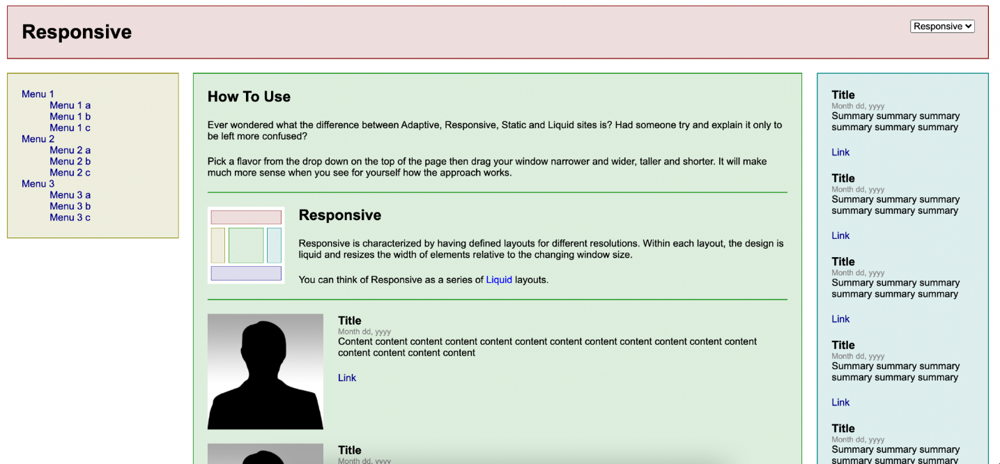 Responsive
Responsive
Menu 1
Menu 1 a
Menu 1 b
Menu 1 c
Menu 2
Menu 2 a
Menu 2 b
Menu 2 c
Menu 3
Menu 3 a
Menu 3 b
Menu 3 c
How To Use
Ever wondered what the difference between Adaptive, Responsive, Static and Liquid sites is? Had someone try and explain it only to
be left more confused?
Pick a flavor from the drop down on the top of the page then drag your window narrower and wider, taller and shorter. It will make
much more sense when you see for yourself how the approach works.
Responsive
Responsive is characterized by having defined layouts for different resolutions. Within each layout, the design is
liquid and resizes the width of elements relative to the changing window size.
You can think of Responsive as a series of Liquid layouts.
Title
Month dd, yyyy
Content content content content content content content content content content content content
content content content content
Link
Title
Month dd, yyyy
Title
Month dd, yyyy
Summary summary summary
summary summary summary
Link
Title
Month dd, yyyy
Summary summary summary
summary summary summary
Link
Title
Month dd, yyyy
Summary summary summary
summary summary summary
Link
Title
Month dd, yyyy
Summary summary summary
summary summary summary
Link
Title
Month dd, yyyy
Summary summary summary
summary summary summary